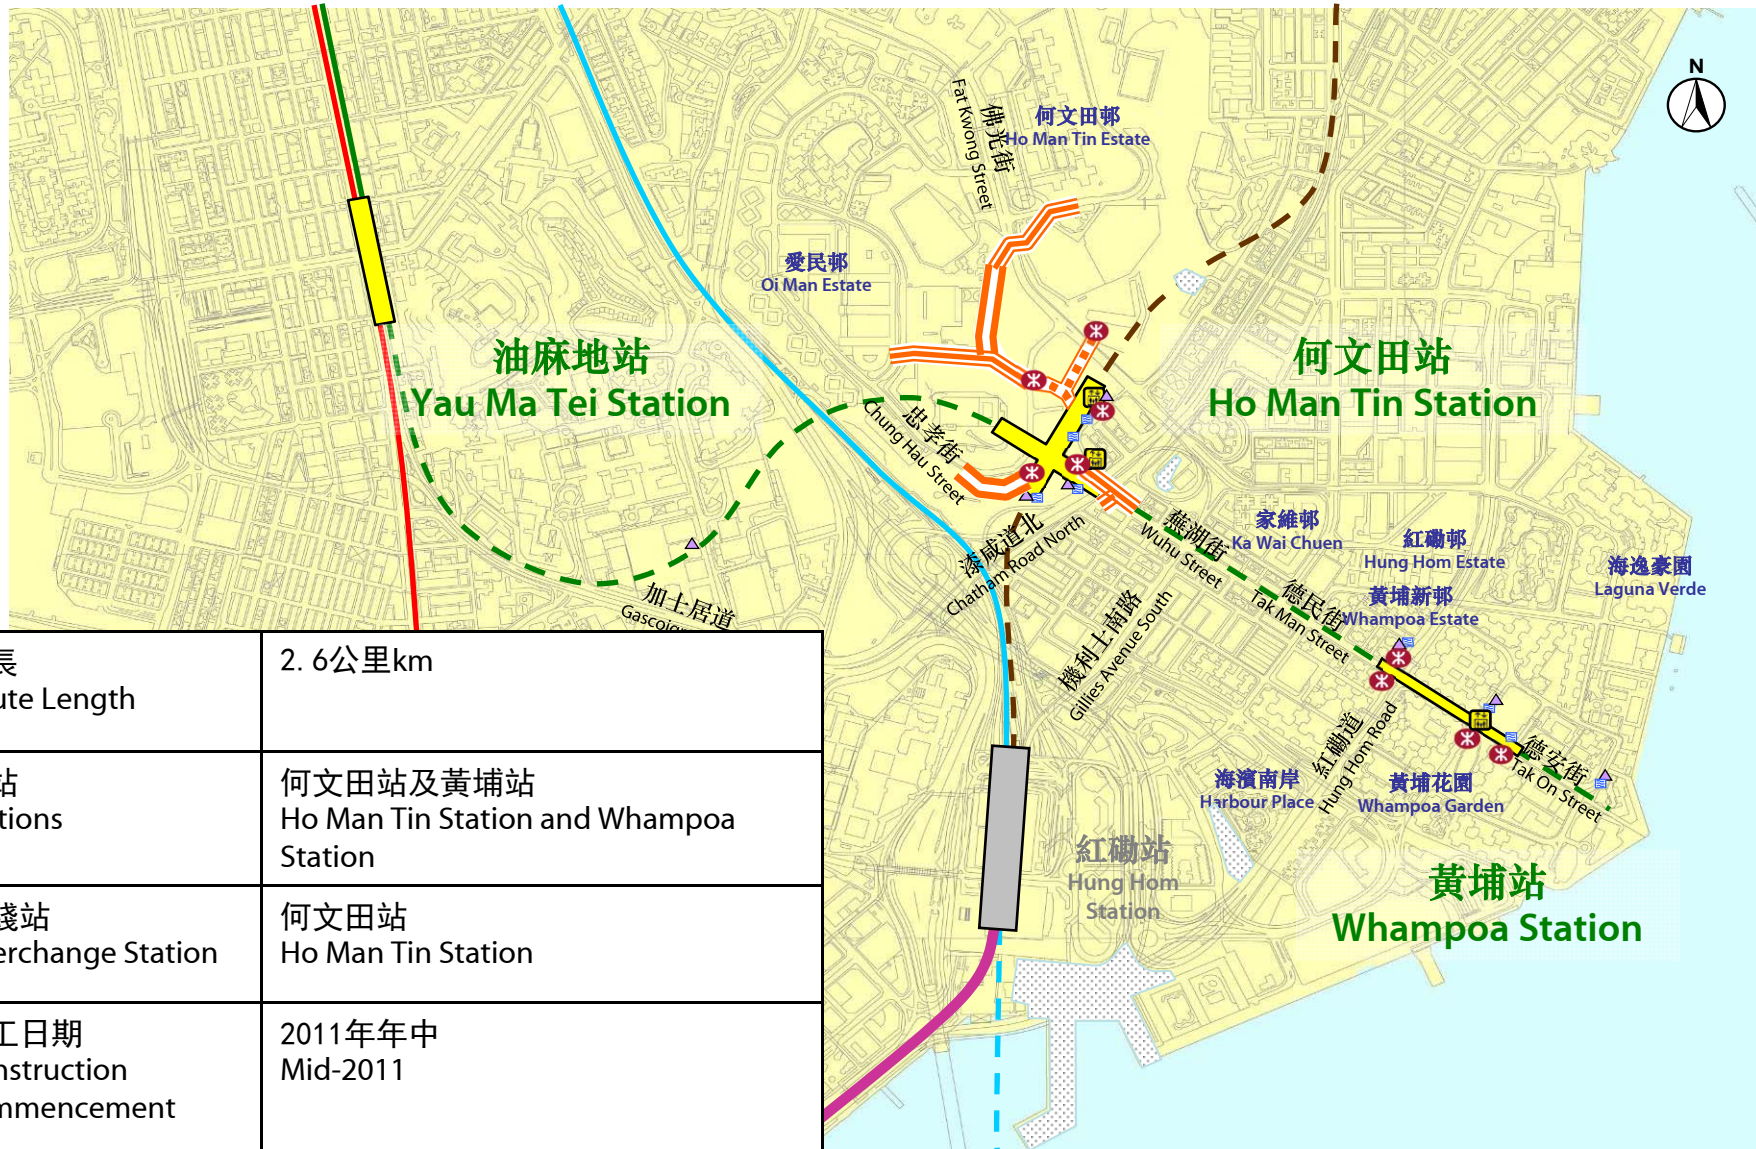 N
何文田邨
Ho Man Tin Estate
佛光街
Fat Kwong Street
愛民邨
Oi Man Estate
油麻地站
Yau Ma Tei Station
何文田站
Ho Man Tin Station
忠孝街
Chung Hau Street
漆咸道北
Chatham Road North
蕪湖街
Wuhu Street
家維邨
Ka Wai Chuen
紅磡邨
Hung Hom Estate
海逸豪園
Laguna Verde
德民街
Tak Man Street
黃埔新邨
Whampoa Estate
加士居道
機利士南路
Gillies Avenue South
紅磡道
Hung Hom Road
德安街
Tak On Street
海濱南岸
Harbour Place
黃埔花園
Whampoa Garden
紅磡站
Hung Hom
Station
黃埔站
Whampoa Station
長
ute Length
2. 6公里km
站
tions
何文田站及黃埔站
Ho Man Tin Station and Whampoa
Station
綫站
erchange Station
何文田站
Ho Man Tin Station
工日期
nstruction
mmencement
2011年年中
Mid-2011